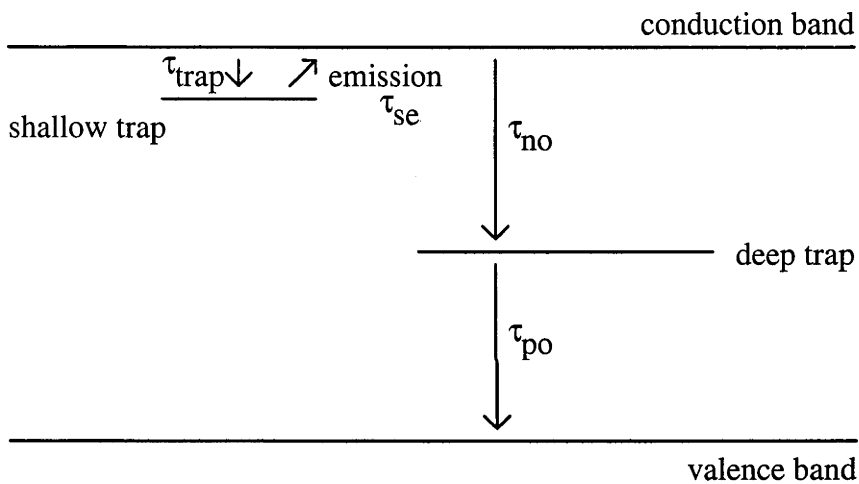 conduction band
τtrap
emission
τse
shallow trap
τno
deep trap
τpo
valence band